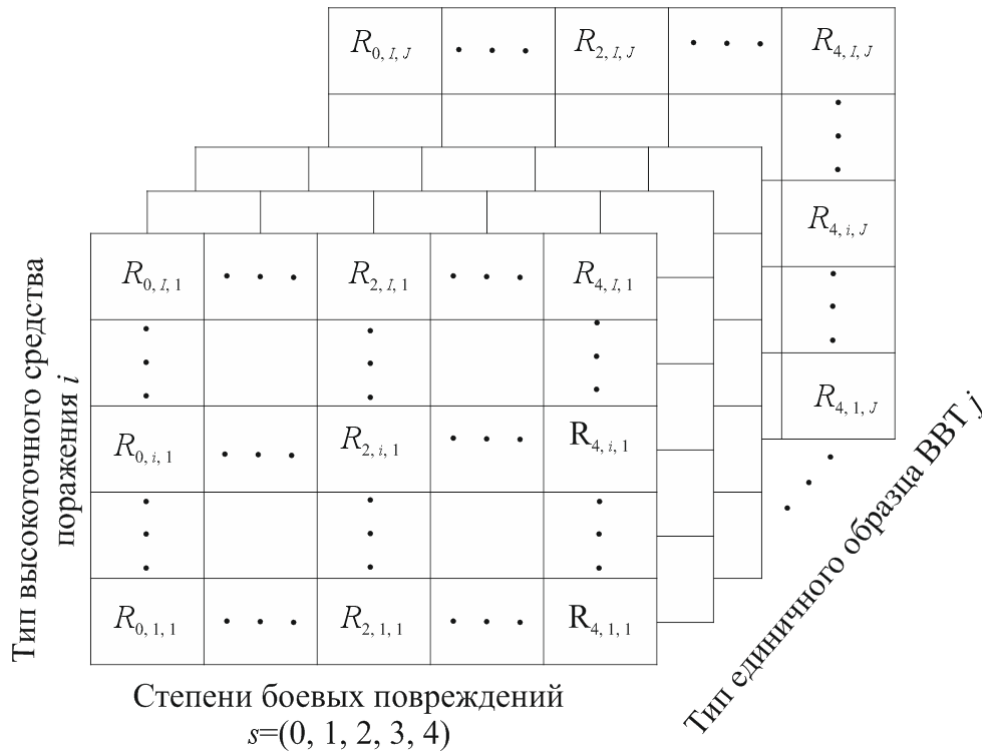 R₀, I, J • • • R₂, I, J • • • R₄, I, J
•
•
•
R₄, i, J
•
•
•
R₄, 1, J
R₀, I, 1 • • • R₂, I, 1 • • • R₄, I, 1
• • •
• • •
• • •
R₀, i, 1 • • • R₂, i, 1 • • • R₄, i, 1
• • •
• • •
• • •
R₀, 1, 1 • • • R₂, 1, 1 • • • R₄, 1, 1
Тип высокоточного средства
поражения i
Степени боевых повреждений
s=(0, 1, 2, 3, 4)
• • •
Тип единичного образца ВВТ j